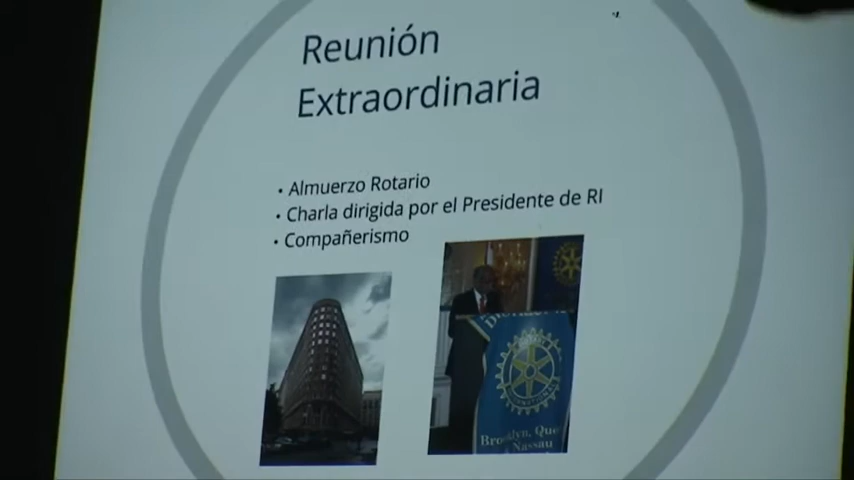 Reunión
Extraordinaria
• Almuerzo Rotario
• Charla dirigida por el Presidente de RI
• Compañerismo
Brooklyn, Que
Nassau